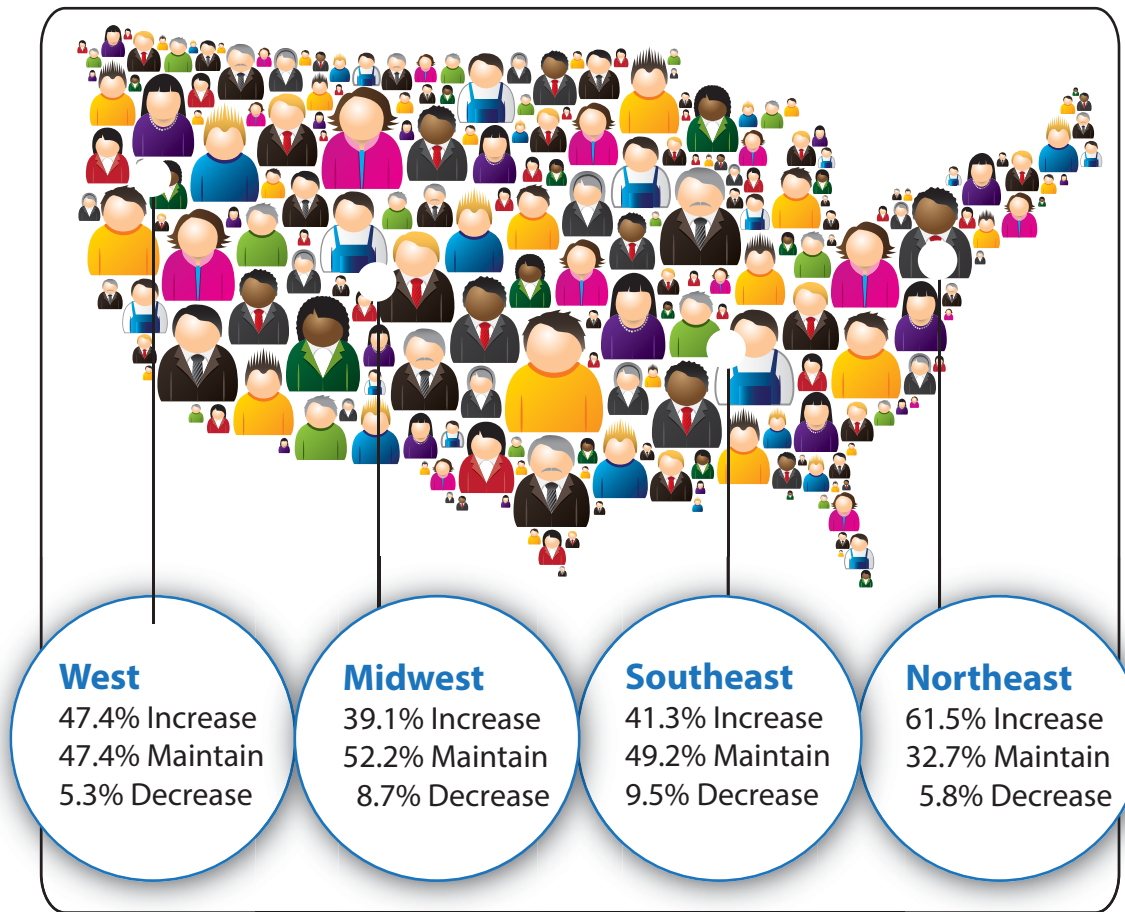 West
47.4% Increase
47.4% Maintain
5.3% Decrease
Midwest
39.1% Increase
52.2% Maintain
8.7% Decrease
Southeast
41.3% Increase
49.2% Maintain
9.5% Decrease
Northeast
61.5% Increase
32.7% Maintain
5.8% Decrease